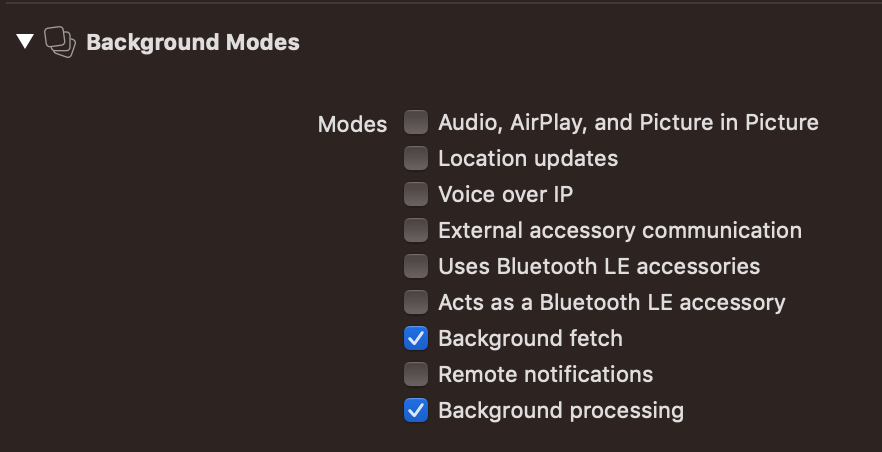 Background Modes
Modes
Audio, AirPlay, and Picture in Picture
Location updates
Voice over IP
External accessory communication
Uses Bluetooth LE accessories
Acts as a Bluetooth LE accessory
Background fetch
Remote notifications
Background processing